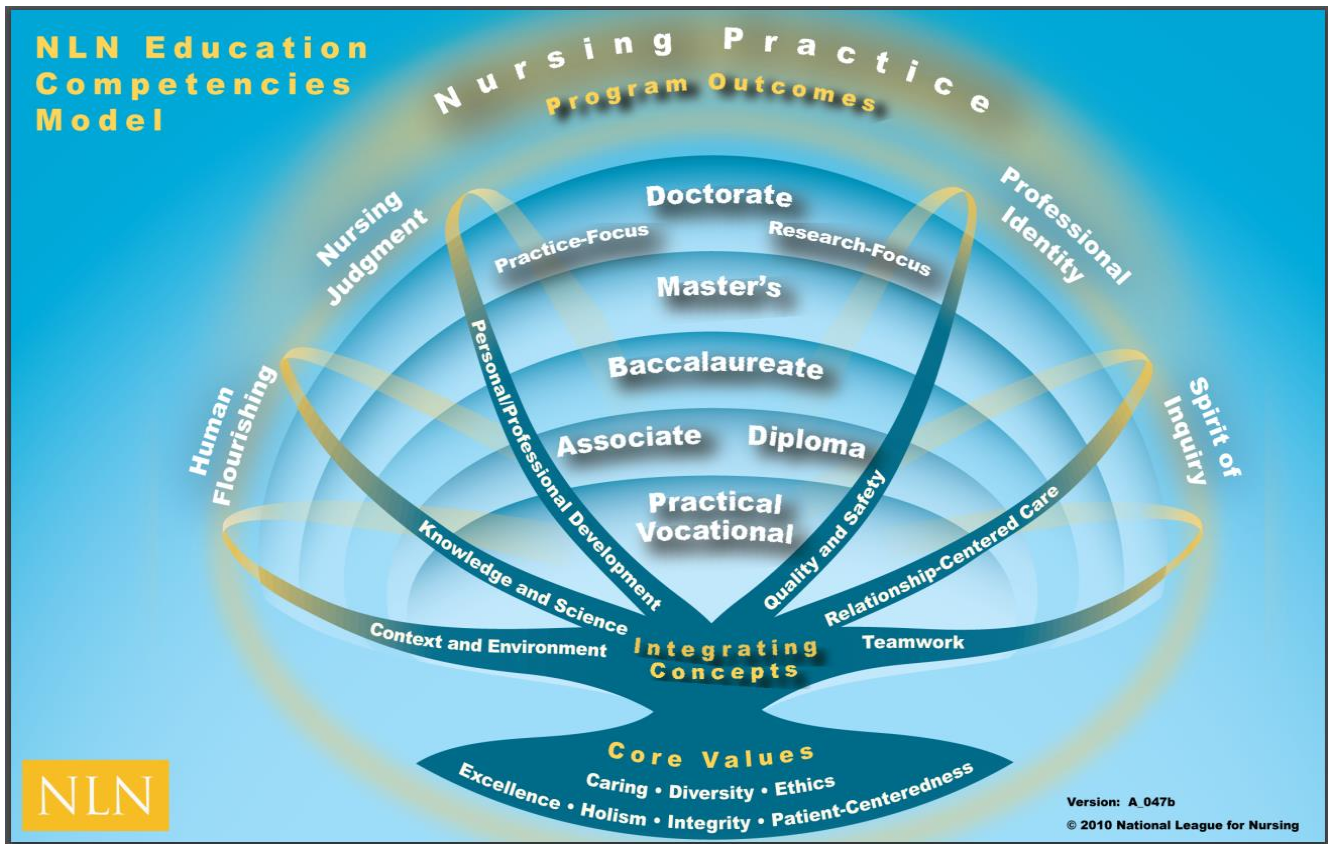 NLN Education
Competencies
Model
Nursing Practice
Program Outcomes
Human
Flourishing
Nursing
Judgment
Professional
Identity
Spirit of
Inquiry
Doctorate
Practice-Focus
Research-Focus
Master's
Baccalaureate
Associate
Diploma
Practical
Vocational
Context and Environment
Knowledge and Science
Personal/Professional Development
Quality and Safety
Relationship-Centered Care
Teamwork
Integrating
Concepts
Core Values
Caring • Diversity • Ethics
Excellence • Holism • Integrity • Patient-Centeredness
NLN
Version: A_047b
© 2010 National League for Nursing